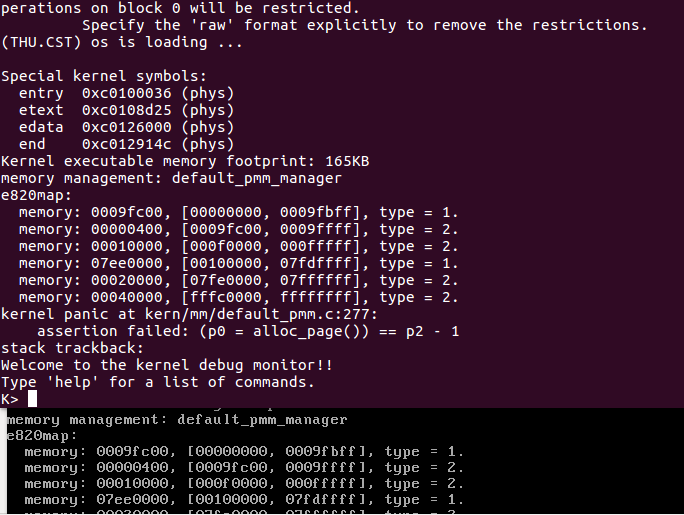 perations on block 0 will be restricted.
Specify the 'raw' format explicitly to remove the restrictions.
(THU.CST) os is loading ...
Special kernel symbols:
entry 0xc0100036 (phys)
etext 0xc0108d25 (phys)
edata 0xc0126000 (phys)
end 0xc012914c (phys)
Kernel executable memory footprint: 165KB
memory management: default_pmm_manager
e820map:
memory: 0009fc00, [00000000, 0009fbff], type = 1.
memory: 00000400, [0009fc00, 0009ffff], type = 2.
memory: 00010000, [000f0000, 000fffff], type = 2.
memory: 07ee0000, [00100000, 07fdffff], type = 1.
memory: 00020000, [07fe0000, 07ffffff], type = 2.
memory: 00040000, [fffc0000, ffffffff], type = 2.
kernel panic at kern/mm/default_pmm.c:277:
assertion failed: (p0 = alloc_page()) == p2 - 1
stack trackback:
Welcome to the kernel debug monitor!!
Type 'help' for a list of commands.
K>
memory management: default_pmm_manager
e820map:
memory: 0009fc00, [00000000, 0009fbff], type = 1.
memory: 00000400, [0009fc00, 0009ffff], type = 2.
memory: 00010000, [000f0000, 000fffff], type = 2.
memory: 07ee0000, [00100000, 07fdffff], type = 1.